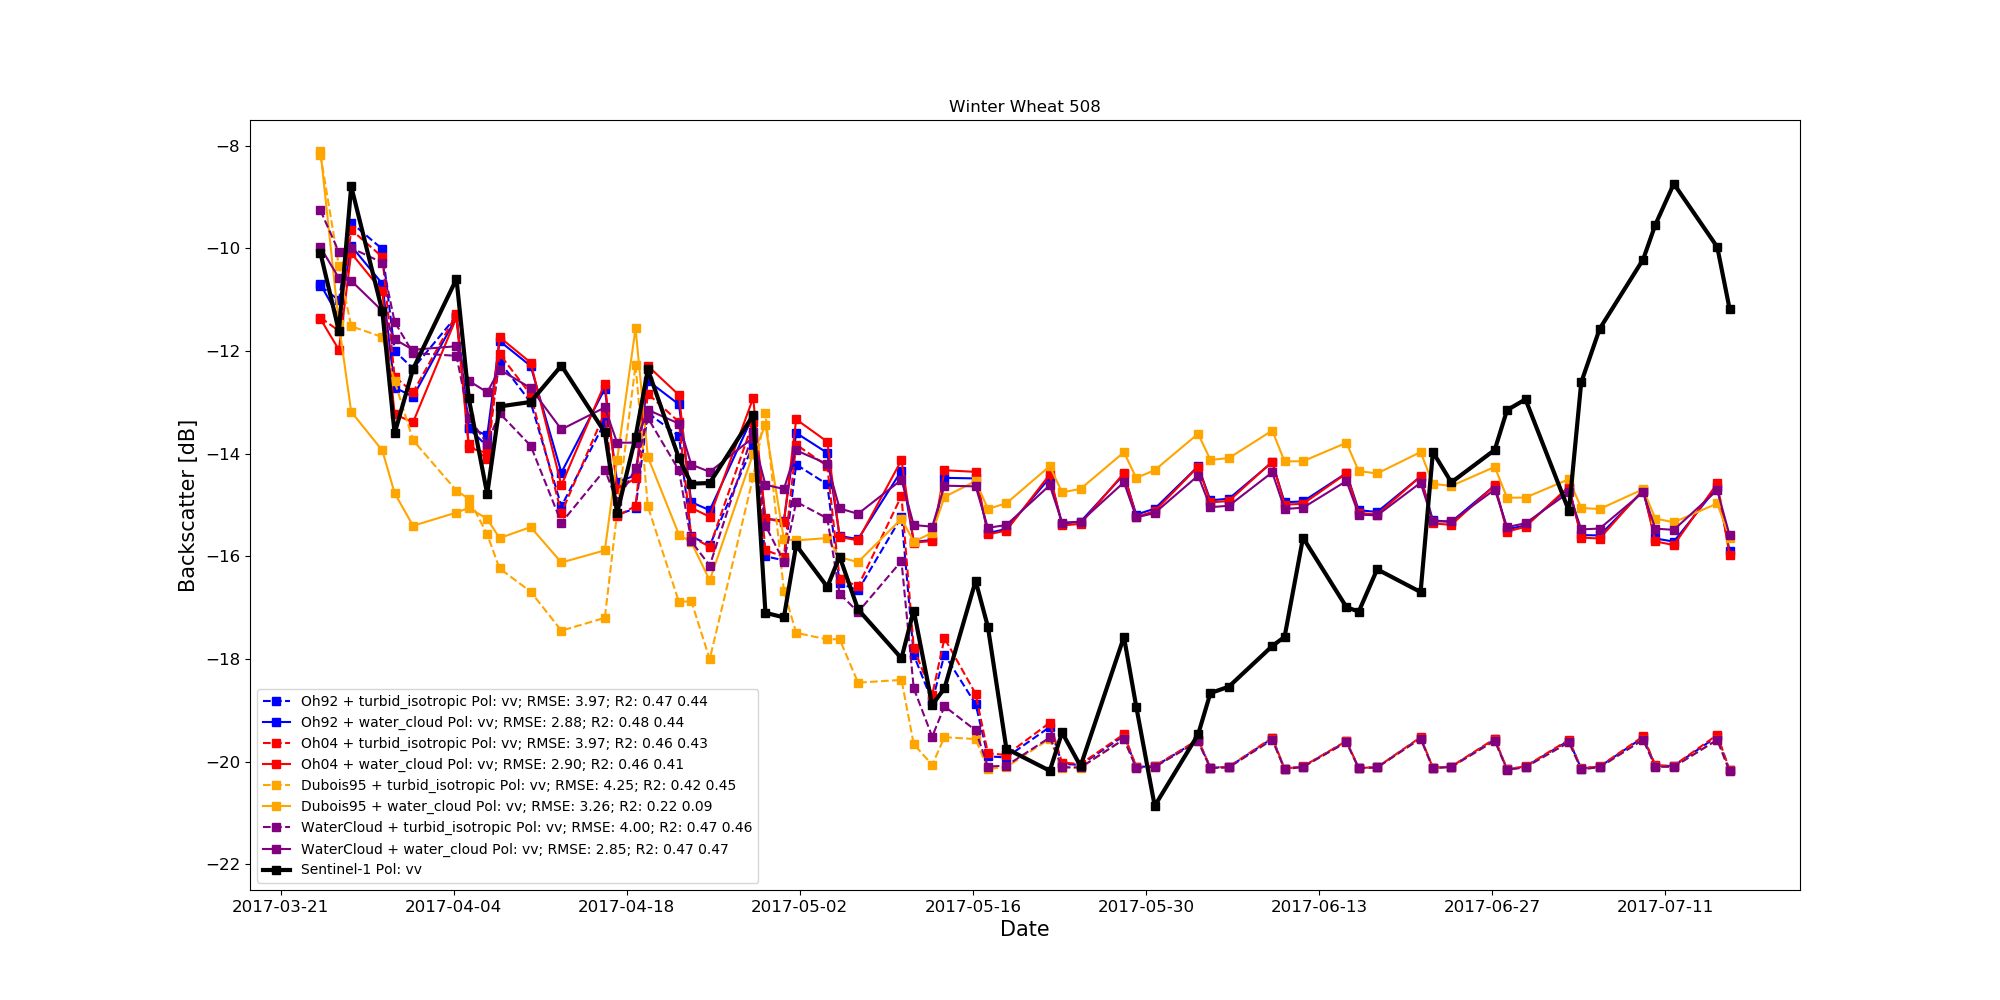 Winter Wheat 508
−8
−10
−12
−14
−16
−18
−20
−22
Backscatter [dB]
Oh92 + turbid_isotropic Pol: vv; RMSE: 3.97; R2: 0.47 0.44
Oh92 + water_cloud Pol: vv; RMSE: 2.88; R2: 0.48 0.44
Oh04 + turbid_isotropic Pol: vv; RMSE: 3.97; R2: 0.46 0.43
Oh04 + water_cloud Pol: vv; RMSE: 2.90; R2: 0.46 0.41
Dubois95 + turbid_isotropic Pol: vv; RMSE: 4.25; R2: 0.42 0.45
Dubois95 + water_cloud Pol: vv; RMSE: 3.26; R2: 0.22 0.09
WaterCloud + turbid_isotropic Pol: vv; RMSE: 4.00; R2: 0.47 0.46
WaterCloud + water_cloud Pol: vv; RMSE: 2.85; R2: 0.47 0.47
Sentinel-1 Pol: vv
2017-03-21 2017-04-04 2017-04-18 2017-05-02 2017-05-16 2017-05-30 2017-06-13 2017-06-27 2017-07-11
Date